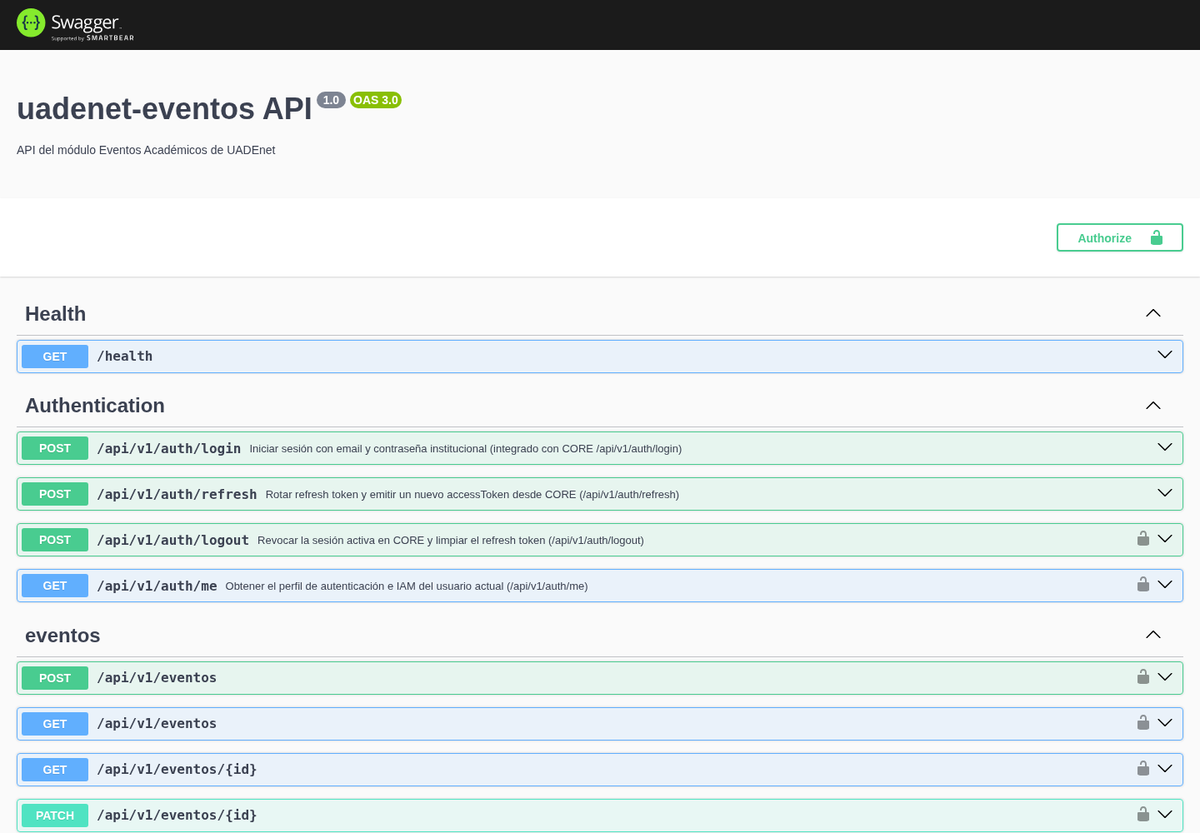 Swagger.
Supported by SMARTBEAR
uadenet-eventos API 1.0 OAS 3.0
API del módulo Eventos Académicos de UADEnet
Authorize
Health
GET /health
Authentication
POST /api/v1/auth/login Iniciar sesión con email y contraseña institucional (integrado con CORE /api/v1/auth/login)
POST /api/v1/auth/refresh Rotar refresh token y emitir un nuevo accessToken desde CORE (/api/v1/auth/refresh)
POST /api/v1/auth/logout Revocar la sesión activa en CORE y limpiar el refresh token (/api/v1/auth/logout)
GET /api/v1/auth/me Obtener el perfil de autenticación e IAM del usuario actual (/api/v1/auth/me)
eventos
POST /api/v1/eventos
GET /api/v1/eventos
GET /api/v1/eventos/{id}
PATCH /api/v1/eventos/{id}